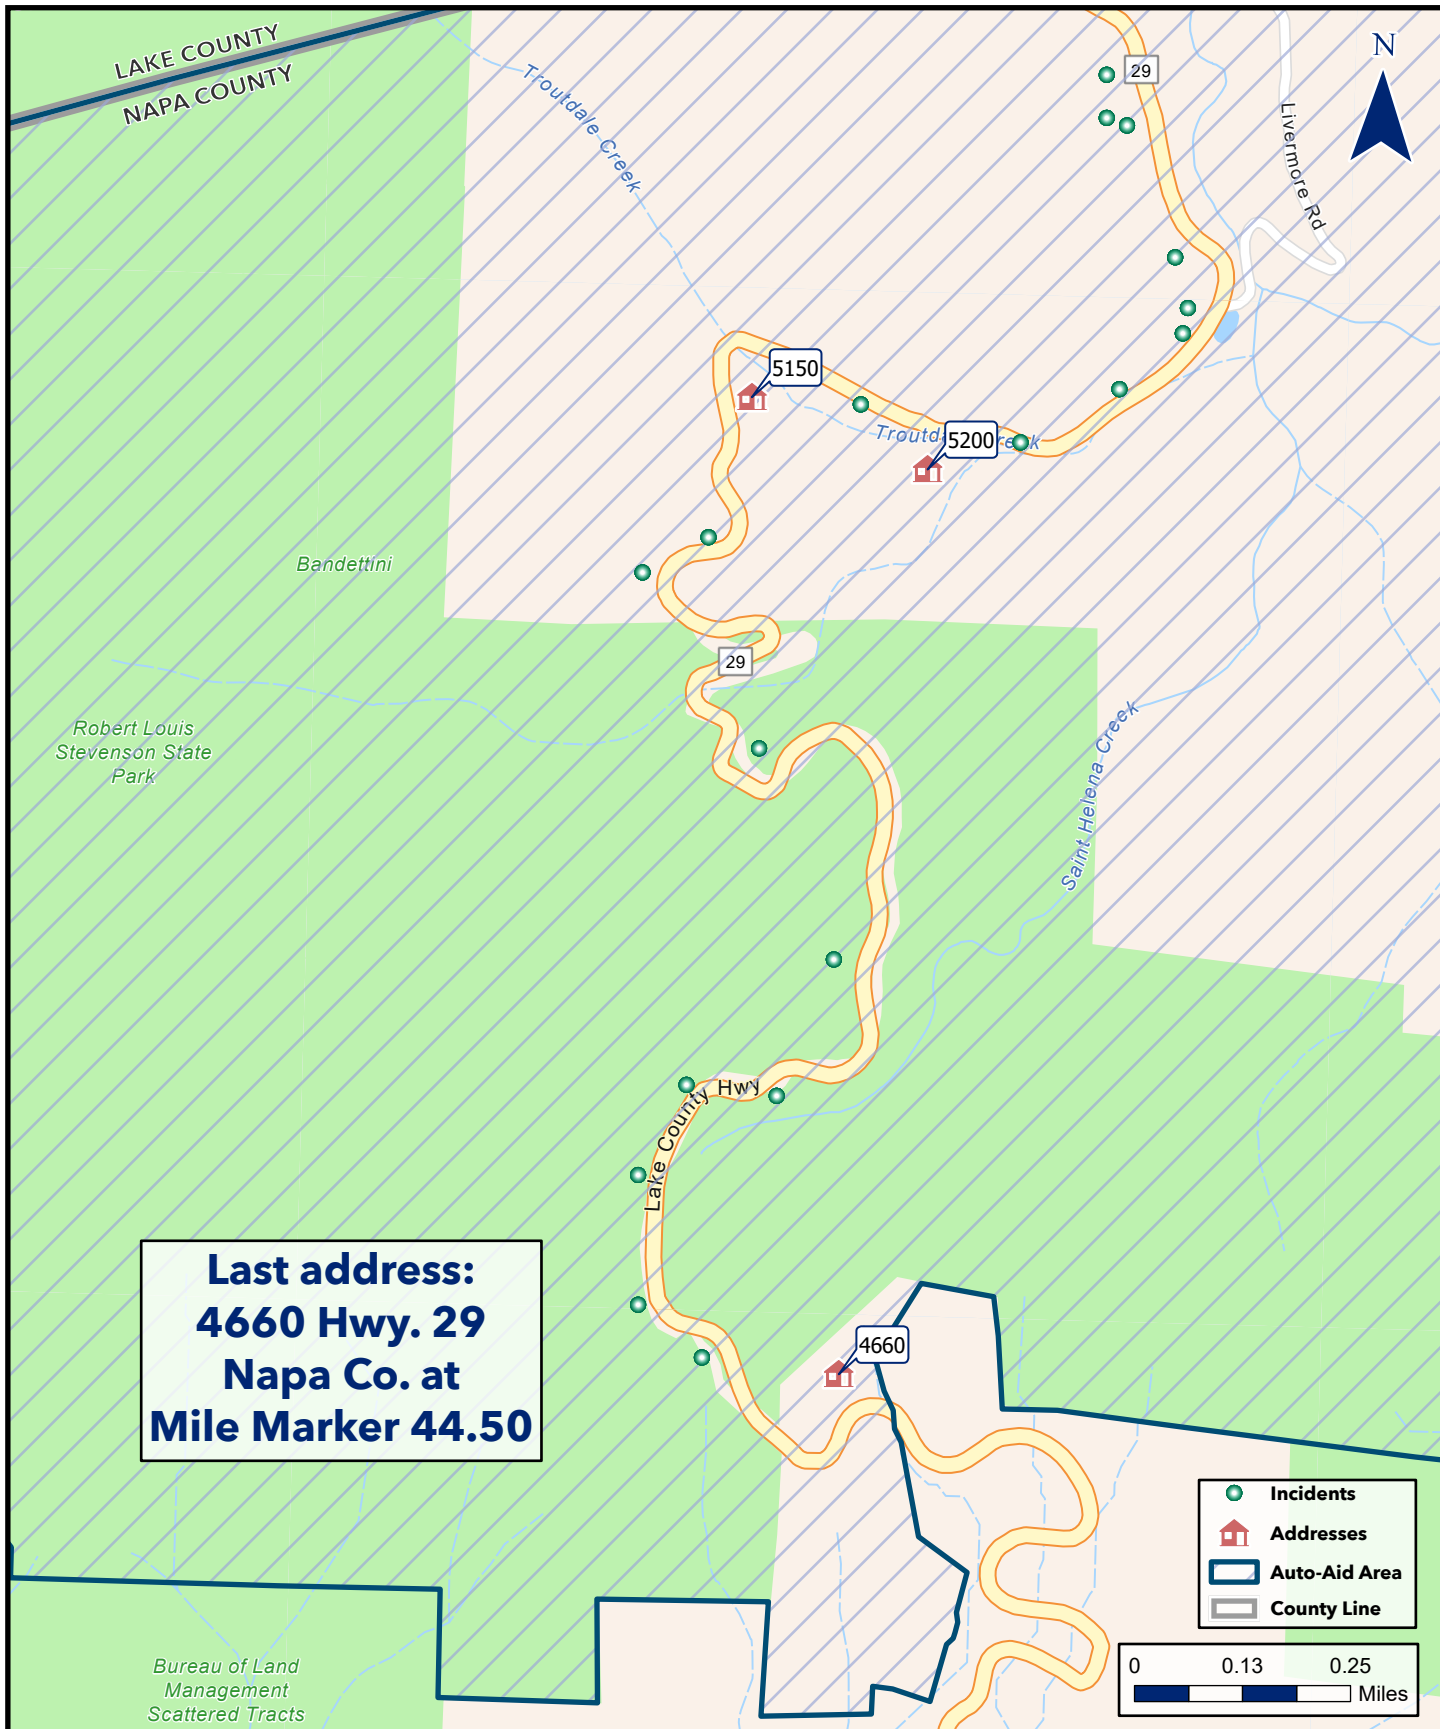 LAKE COUNTY
NAPA COUNTY
N
29
Troutdale Creek
Livermore Rd
5150
Troutd
5200
Bandettini
29
Robert Louis
Stevenson State
Park
Saint Helena Creek
Lake County Hwy
Last address:
4660 Hwy. 29
Napa Co. at
Mile Marker 44.50
4660
Incidents
Addresses
Auto-Aid Area
County Line
0 0.13 0.25
Miles
Bureau of Land
Management
Scattered Tracts